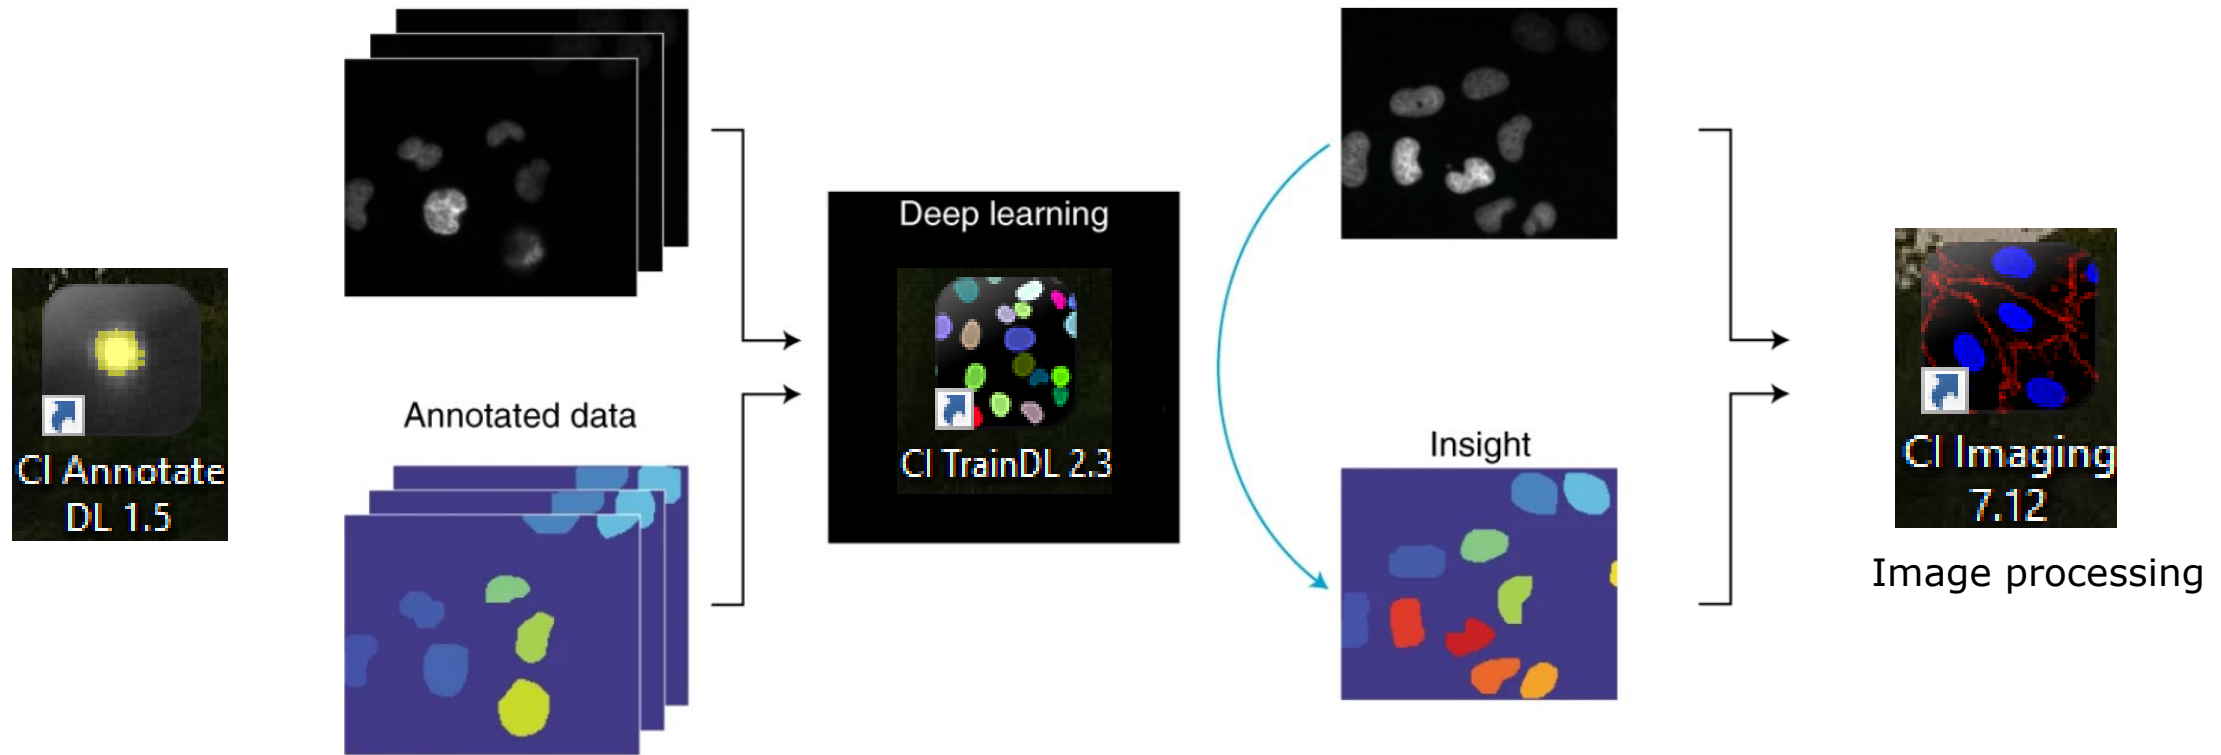 CI Annotate
DL 1.5
Annotated data
Deep learning
CI TrainDL 2.3
Insight
CI Imaging
7.12
Image processing